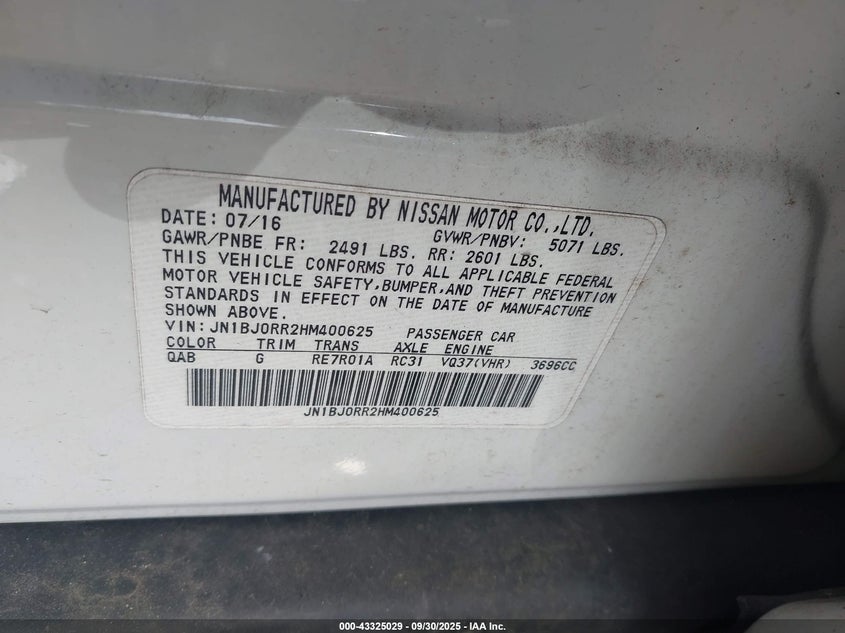 MANUFACTURED BY NISSAN MOTOR CO.,LTD.
DATE: 07/16 GVWR/PNBV: 5071 LBS.
GAWR/PNBE FR: 2491 LBS. RR: 2601 LBS.
THIS VEHICLE CONFORMS TO ALL APPLICABLE FEDERAL
MOTOR VEHICLE SAFETY,BUMPER,AND THEFT PREVENTION
STANDARDS IN EFFECT ON THE DATE OF MANUFACTURE
SHOWN ABOVE.
VIN: JN1BJ0RR2HM400625 PASSENGER CAR
COLOR TRIM TRANS AXLE ENGINE
QAB G RE7R01A RC31 VQ37(VHR) 3696CC
JN1BJ0RR2HM400625
000-43325029 - 09/30/2025 - IAA Inc.